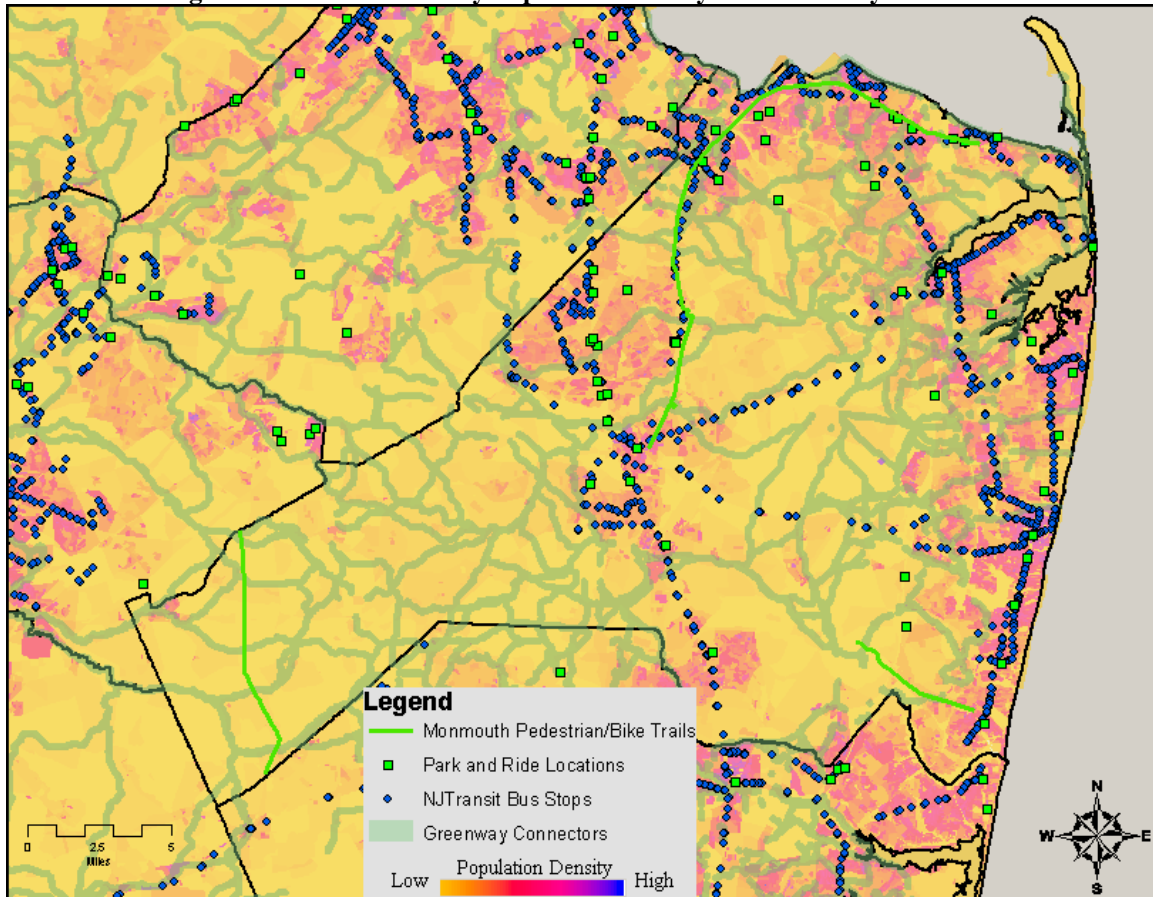 Legend
Monmouth Pedestrian/Bike Trails
Park and Ride Locations
NJTransit Bus Stops
Greenway Connectors
Population Density
Low High
0 2.5 5
Miles
N
W E
S